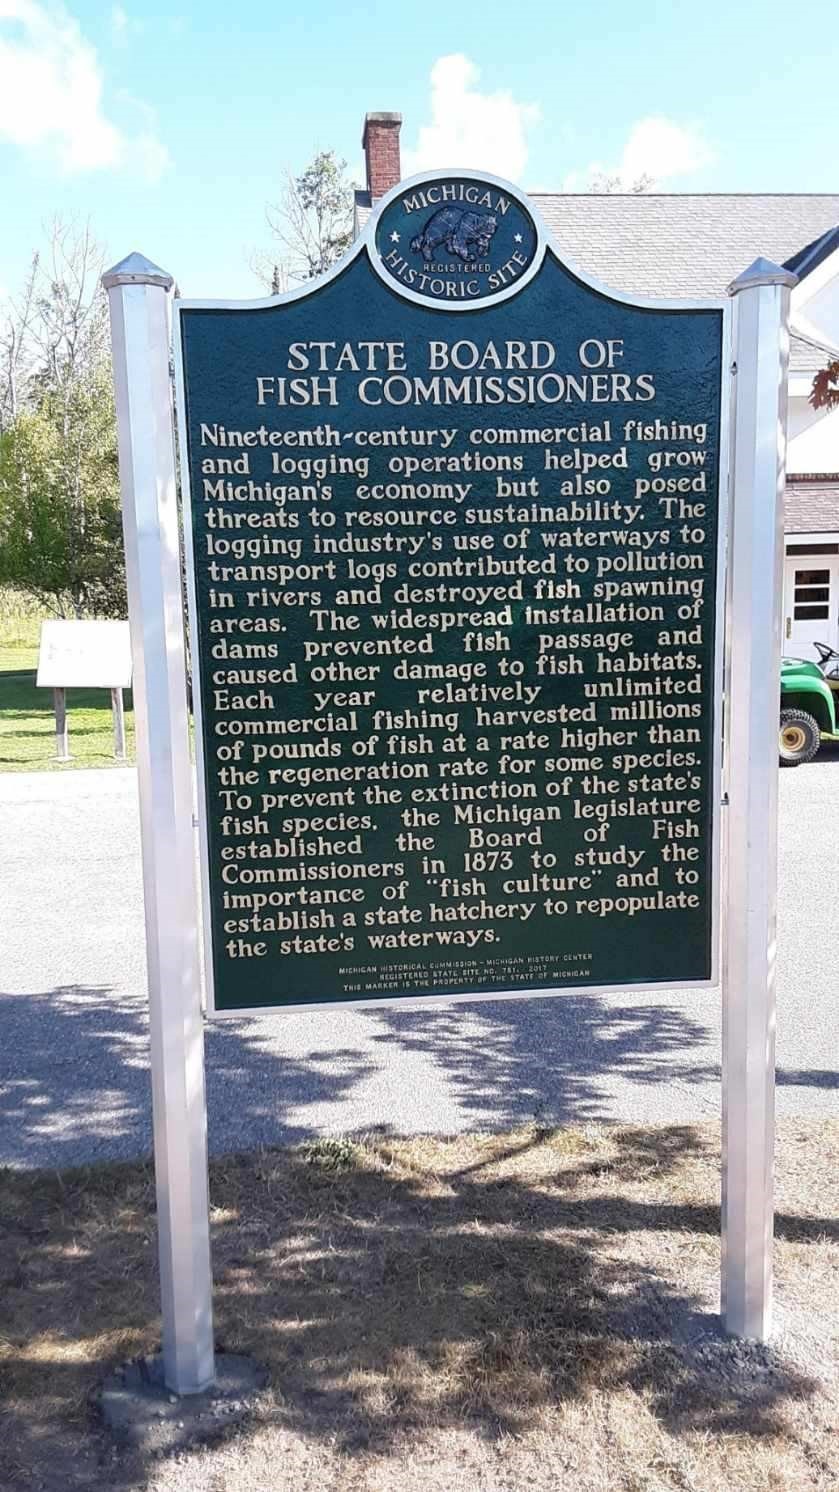 MICHIGAN
REGISTERED
HISTORIC SITE
STATE BOARD OF
FISH COMMISSIONERS
Nineteenth-century commercial fishing
and logging operations helped grow
Michigan's economy but also posed
threats to resource sustainability. The
logging industry's use of waterways to
transport logs contributed to pollution
in rivers and destroyed fish spawning
areas. The widespread installation of
dams prevented fish passage and
caused other damage to fish habitats.
Each year relatively unlimited
commercial fishing harvested millions
of pounds of fish at a rate higher than
the regeneration rate for some species.
To prevent the extinction of the state's
fish species, the Michigan legislature
established the Board of Fish
Commissioners in 1873 to study the
importance of "fish culture" and to
establish a state hatchery to repopulate
the state's waterways.
MICHIGAN HISTORICAL COMMISSION - MICHIGAN HISTORY CENTER
REGISTERED STATE SITE NO. 751, 2017
THIS MARKER IS THE PROPERTY OF THE STATE OF MICHIGAN